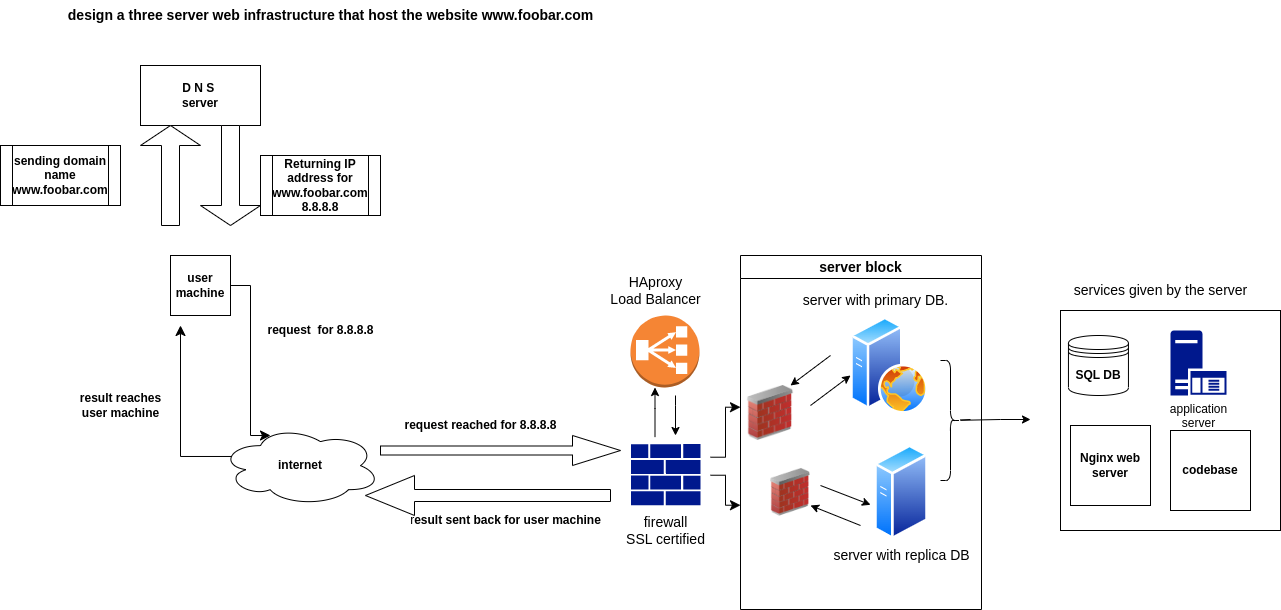 design a three server web infrastructure that host the website www.foobar.com
D N S
server
sending domain
name
www.foobar.com
Returning IP
address for
www.foobar.com
8.8.8.8
user
machine
request  for 8.8.8.8
result reaches
user machine
internet
request reached for 8.8.8.8
result sent back for user machine
HAproxy
Load Balancer
firewall
SSL certified
server block
server with primary DB.
server with replica DB
services given by the server
SQL DB
application
server
Nginx web
server
codebase